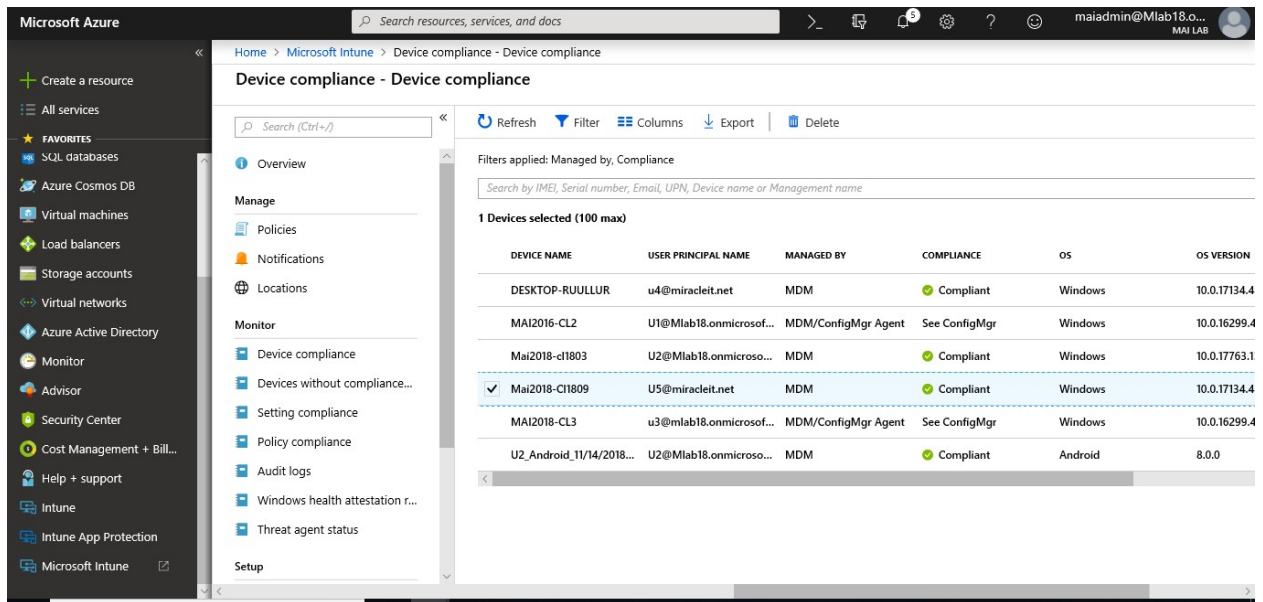 Microsoft Azure
Search resources, services, and docs
5
maiadmin@Mlab18.o...
MAI LAB
Home > Microsoft Intune > Device compliance - Device compliance
Device compliance - Device compliance
Create a resource
All services
FAVORITES
SQL databases
Azure Cosmos DB
Virtual machines
Load balancers
Storage accounts
Virtual networks
Azure Active Directory
Monitor
Advisor
Security Center
Cost Management + Bill...
Help + support
Intune
Intune App Protection
Microsoft Intune
Search (Ctrl+/)
Overview
Manage
Policies
Notifications
Locations
Monitor
Device compliance
Devices without compliance...
Setting compliance
Policy compliance
Audit logs
Windows health attestation r...
Threat agent status
Setup
Refresh Filter Columns Export Delete
Filters applied: Managed by, Compliance
Search by IMEI, Serial number, Email, UPN, Device name or Management name
1 Devices selected (100 max)
DEVICE NAME USER PRINCIPAL NAME MANAGED BY COMPLIANCE OS OS VERSION
DESKTOP-RUULLUR u4@miracleit.net MDM Compliant Windows 10.0.17134.4
MAI2016-CL2 U1@Mlab18.onmicrosof... MDM/ConfigMgr Agent See ConfigMgr Windows 10.0.16299.4
Mai2018-cl1803 U2@Mlab18.onmicroso... MDM Compliant Windows 10.0.17763.1
Mai2018-Cl1809 U5@miracleit.net MDM Compliant Windows 10.0.17134.4
MAI2018-CL3 u3@mlab18.onmicrosof... MDM/ConfigMgr Agent See ConfigMgr Windows 10.0.16299.4
U2_Android_11/14/2018... U2@Mlab18.onmicroso... MDM Compliant Android 8.0.0